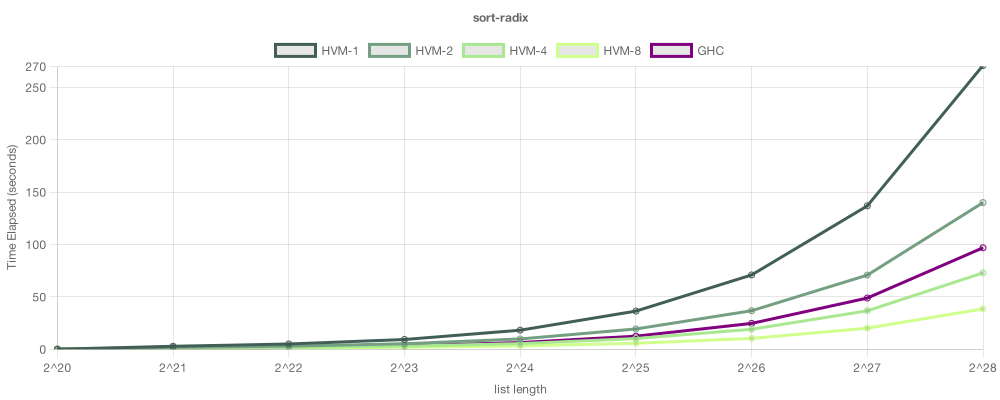 sort-radix
HVM-1 HVM-2 HVM-4 HVM-8 GHC
270
250
200
150
100
50
0
Time Elapsed (seconds)
2^20 2^21 2^22 2^23 2^24 2^25 2^26 2^27 2^28
list length